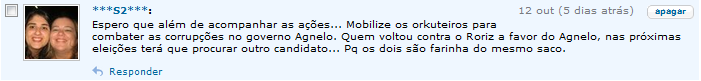 ***S2***: 12 out (5 dias atrás) apagar
Espero que além de acompanhar as ações... Mobilize os orkuteiros para
combater as corrupções no governo Agnelo. Quem voltou contra o Roriz a favor do Agnelo, nas próximas
eleições terá que procurar outro candidato... Pq os dois são farinha do mesmo saco.
Responder